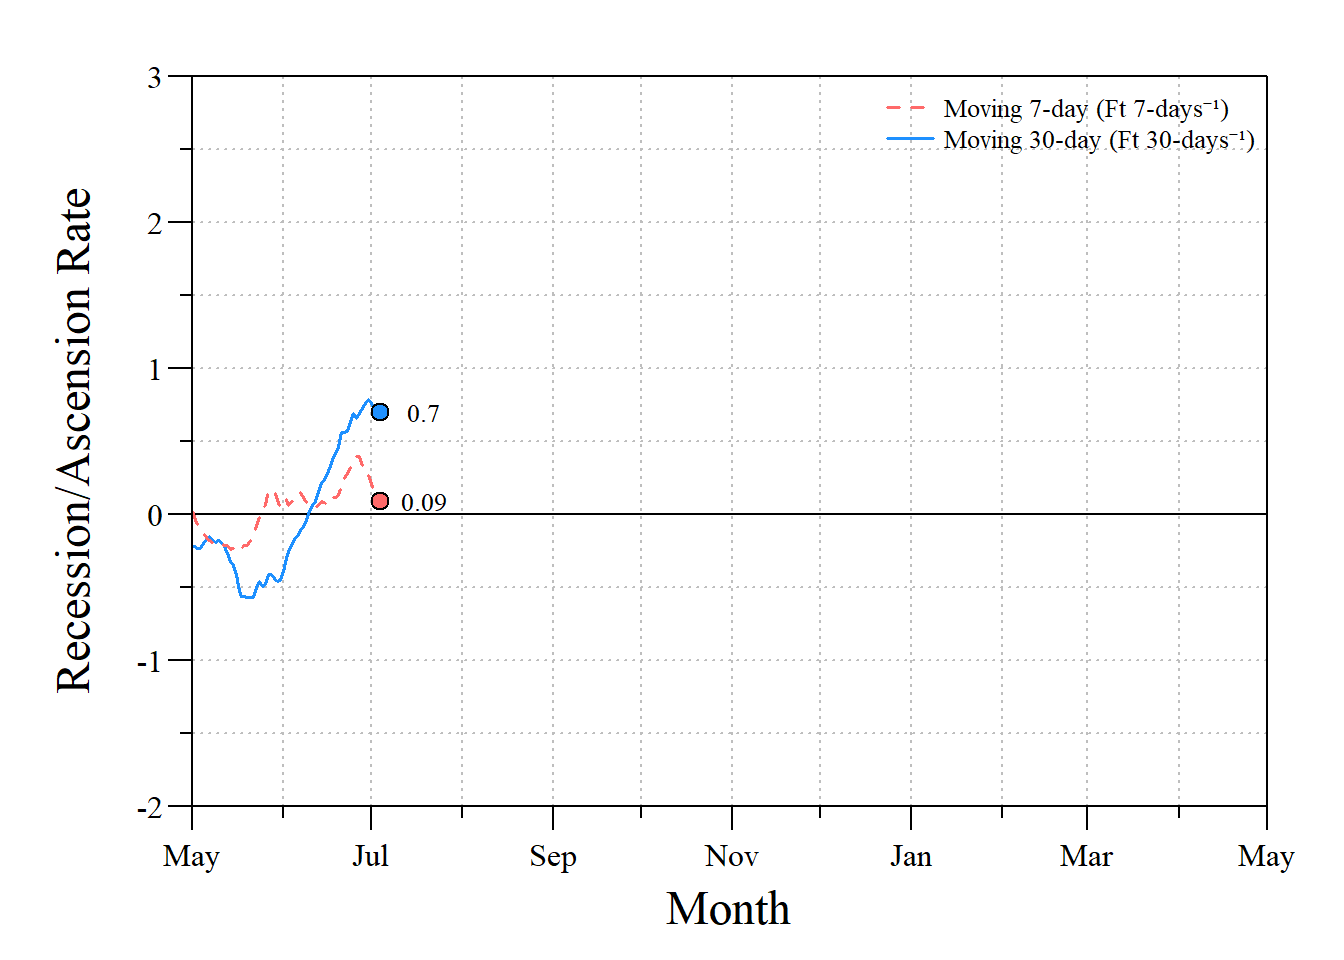 Recession/Ascension Rate
3
2
1
0
-1
-2
Moving 7-day (Ft 7-days⁻¹)
Moving 30-day (Ft 30-days⁻¹)
0.7
0.09
May Jul Sep Nov Jan Mar May
Month